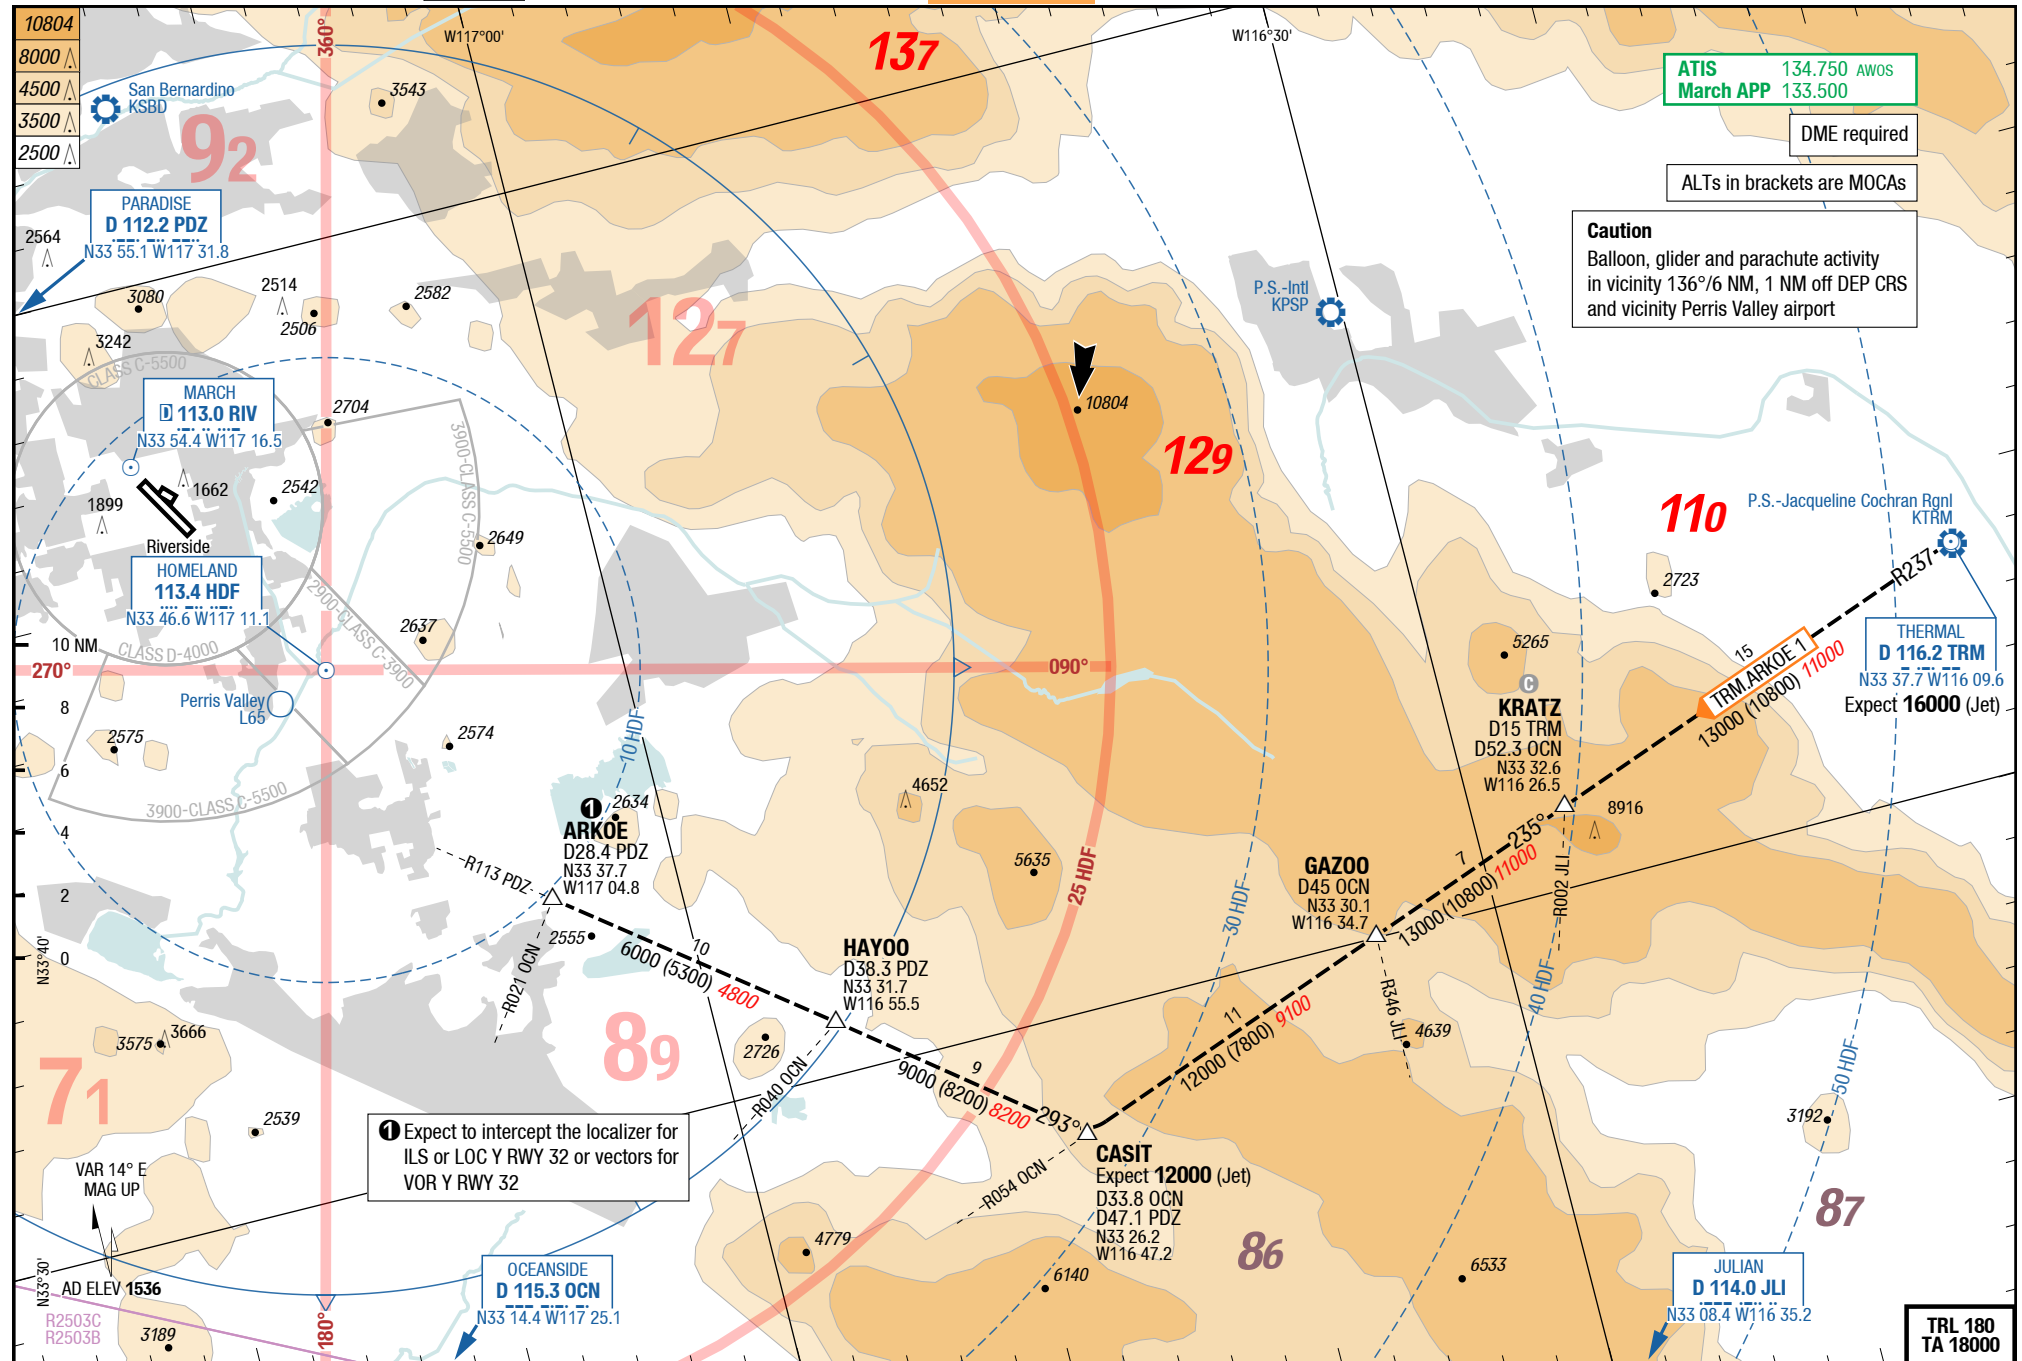 10804
8000
4500
3500
2500
360°
W117°00'
W116°30'
137
ATIS 134.750 AWOS
March APP 133.500
DME required
ALTs in brackets are MOCAs
Caution
Balloon, glider and parachute activity
in vicinity 136°/6 NM, 1 NM off DEP CRS
and vicinity Perris Valley airport
San Bernardino
KSBD
3543
92
PARADISE
D 112.2 PDZ
N33 55.1 W117 31.8
2564
3080
2514
2506
2582
3242
127
P.S.-Intl
KPSP
CLASS C-5500
MARCH
D 113.0 RIV
N33 54.4 W117 16.5
2704
10804
129
3900-CLASS C-5500
1662
1899
2542
2649
Riverside
110
P.S.-Jacqueline Cochran Rgnl
KTRM
HOMELAND
113.4 HDF
N33 46.6 W117 11.1
2900-CLASS C-3900
2637
2723
R237
CLASS D-4000
10 NM
270°
090°
5265
C
KRATZ
D15 TRM
D52.3 OCN
N33 32.6
W116 26.5
15
TRM.ARKOE 1
13000 (10800) 11000
THERMAL
D 116.2 TRM
N33 37.7 W116 09.6
Expect 16000 (Jet)
Perris Valley
L65
8
6
4
2
0
2575
2574
10 HDF
3900-CLASS C-5500
4652
2634
1
ARKOE
D28.4 PDZ
N33 37.7
W117 04.8
R113 PDZ
5635
25 HDF
8916
235°
7
13000 (10800) 11000
R002 JLI
GAZOO
D45 OCN
N33 30.1
W116 34.7
30 HDF
N33°40'
2555
R021 OCN
10
6000 (5300) 4800
HAYOO
D38.3 PDZ
N33 31.7
W116 55.5
R346 JLI
40 HDF
11
12000 (7800) 9100
4639
3575
3666
71
89
2726
R040 OCN
9
9000 (8200) 8200
293°
50 HDF
3192
2539
1 Expect to intercept the localizer for
ILS or LOC Y RWY 32 or vectors for
VOR Y RWY 32
CASIT
Expect 12000 (Jet)
D33.8 OCN
D47.1 PDZ
N33 26.2
W116 47.2
R054 OCN
VAR 14° E
MAG UP
87
86
4779
6140
6533
N33°30'
AD ELEV 1536
OCEANSIDE
D 115.3 OCN
N33 14.4 W117 25.1
JULIAN
D 114.0 JLI
N33 08.4 W116 35.2
R2503C
R2503B
3189
180°
TRL 180
TA 18000